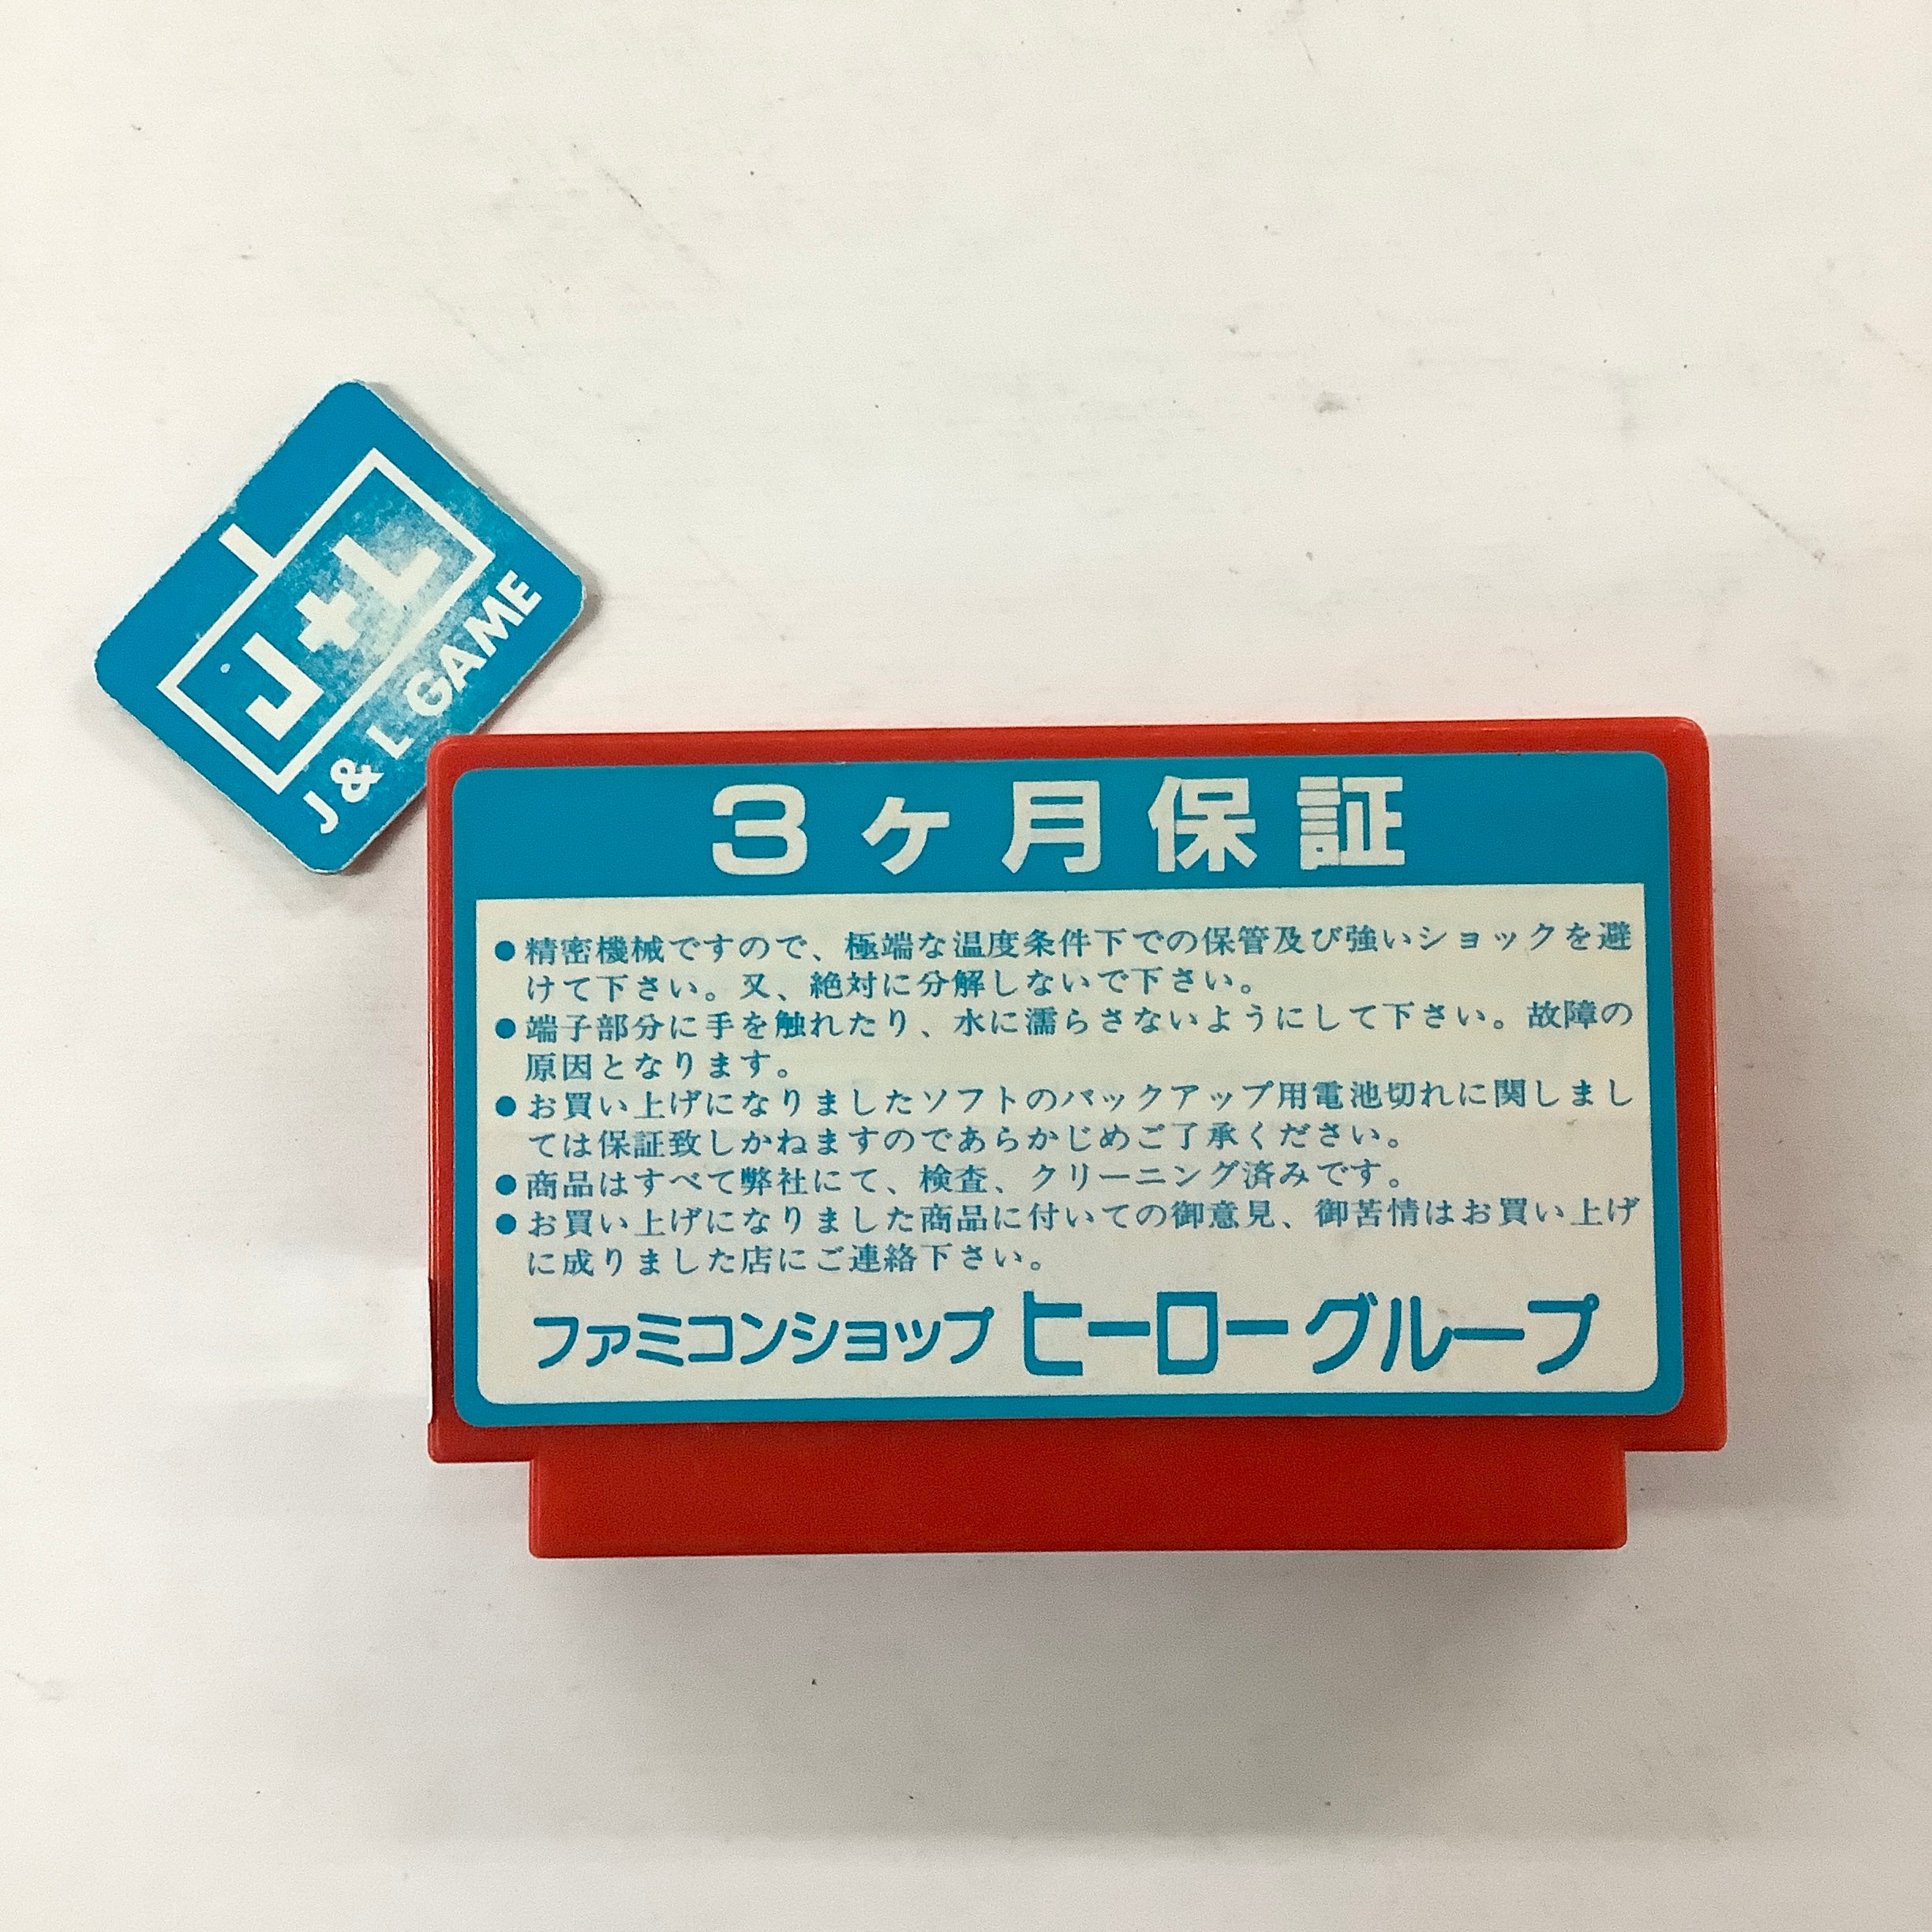 J+L
J & L GAME
3ヶ月保証
●精密機械ですので、極端な温度条件下での保管及び強いショックを避
けて下さい。又、絶対に分解しないで下さい。
●端子部分に手を触れたり、水に濡らさないようにして下さい。故障の
原因となります。
●お買い上げになりましたソフトのバックアップ用電池切れに関しまし
ては保証致しかねますのであらかじめご了承ください。
●商品はすべて弊社にて、検査、クリーニング済みです。
●お買い上げになりました商品に付いての御意見、御苦情はお買い上げ
に成りました店にご連絡下さい。
ファミコンショップ ヒーローグループ